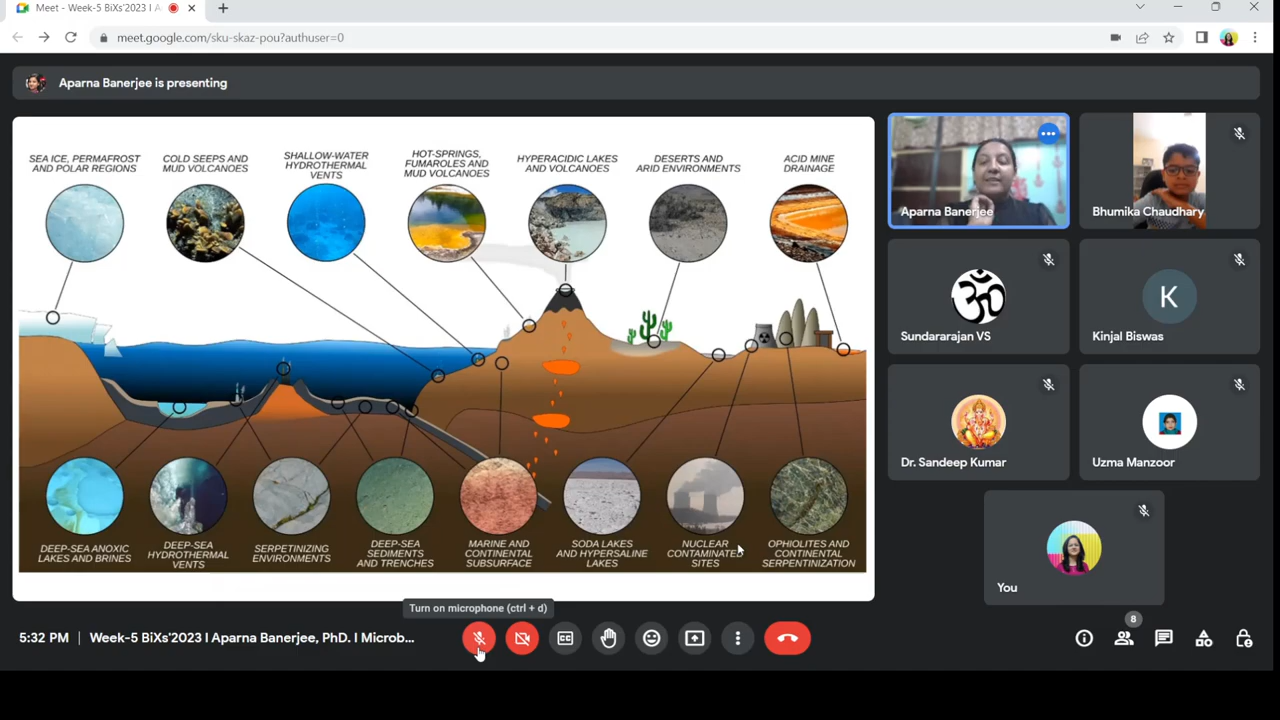 Meet - Week-5 BiXs'2023 I A
meet.google.com/sku-skaz-pou?authuser=0
Aparna Banerjee is presenting
SEA ICE, PERMAFROST
AND POLAR REGIONS
COLD SEEPS AND
MUD VOLCANOES
SHALLOW-WATER
HYDROTHERMAL
VENTS
HOT-SPRINGS,
FUMAROLES AND
MUD VOLCANOES
HYPERACIDIC LAKES
AND VOLCANOES
DESERTS AND
ARID ENVIRONMENTS
ACID MINE
DRAINAGE
DEEP-SEA ANOXIC
LAKES AND BRINES
DEEP-SEA
HYDROTHERMAL
VENTS
SERPETINIZING
ENVIRONMENTS
DEEP-SEA
SEDIMENTS
AND TRENCHES
MARINE AND
CONTINENTAL
SUBSURFACE
SODA LAKES
AND HYPERSALINE
LAKES
NUCLEAR
CONTAMINATED
SITES
OPHIOLITES AND
CONTINENTAL
SERPENTINIZATION
Aparna Banerjee
Bhumika Chaudhary
Sundararajan VS
K
Kinjal Biswas
Dr. Sandeep Kumar
Uzma Manzoor
You
Turn on microphone (ctrl + d)
5:32 PM
Week-5 BiXs'2023 I Aparna Banerjee, PhD. I Microb...
8